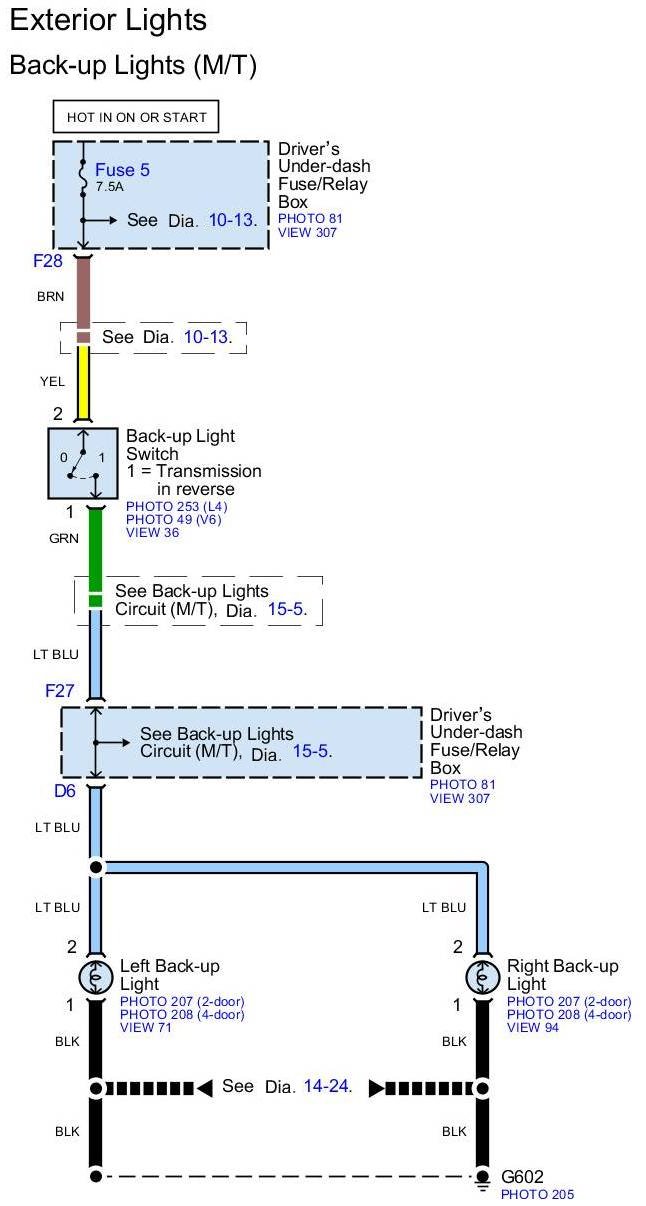 Exterior Lights
Back-up Lights (M/T)
HOT IN ON OR START
Fuse 5
7.5A
See Dia. 10-13.
Driver's
Under-dash
Fuse/Relay
Box
PHOTO 81
VIEW 307
F28
BRN
See Dia. 10-13.
YEL
2
0 1
Back-up Light
Switch
1 = Transmission
in reverse
PHOTO 253 (L4)
PHOTO 49 (V6)
VIEW 36
1
GRN
See Back-up Lights
Circuit (M/T), Dia. 15-5.
LT BLU
F27
See Back-up Lights
Circuit (M/T), Dia. 15-5.
Driver's
Under-dash
Fuse/Relay
Box
PHOTO 81
VIEW 307
D6
LT BLU
LT BLU
LT BLU
2
2
Left Back-up
Light
PHOTO 207 (2-door)
PHOTO 208 (4-door)
VIEW 71
Right Back-up
Light
PHOTO 207 (2-door)
PHOTO 208 (4-door)
VIEW 94
1
1
BLK
BLK
See Dia. 14-24.
BLK
BLK
G602
PHOTO 205